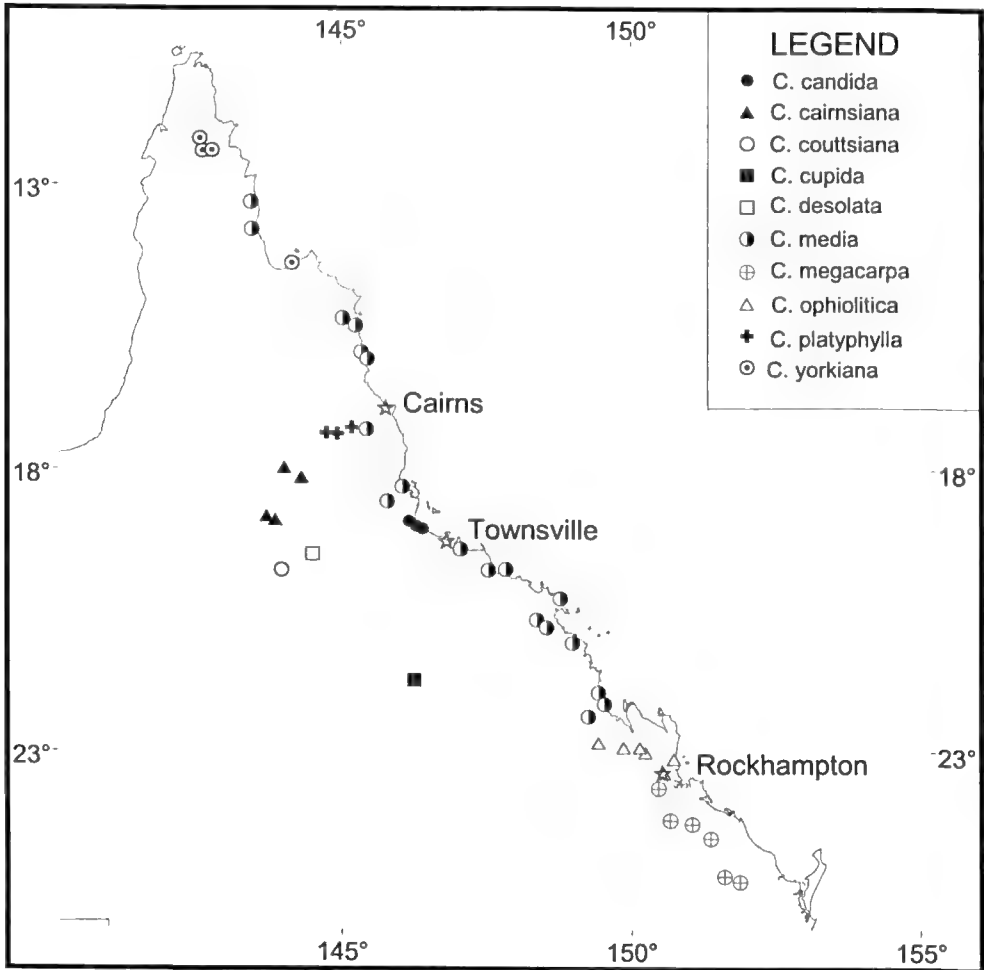 145° 150°
LEGEND
C. candida
C. cairnsiana
C. couttsiana
C. cupida
C. desolata
C. media
C. megacarpa
C. ophiolitica
C. platyphylla
C. yorkiana
13°
Cairns
18° 18°
Townsville
23° 23°
Rockhampton
145° 150° 155°